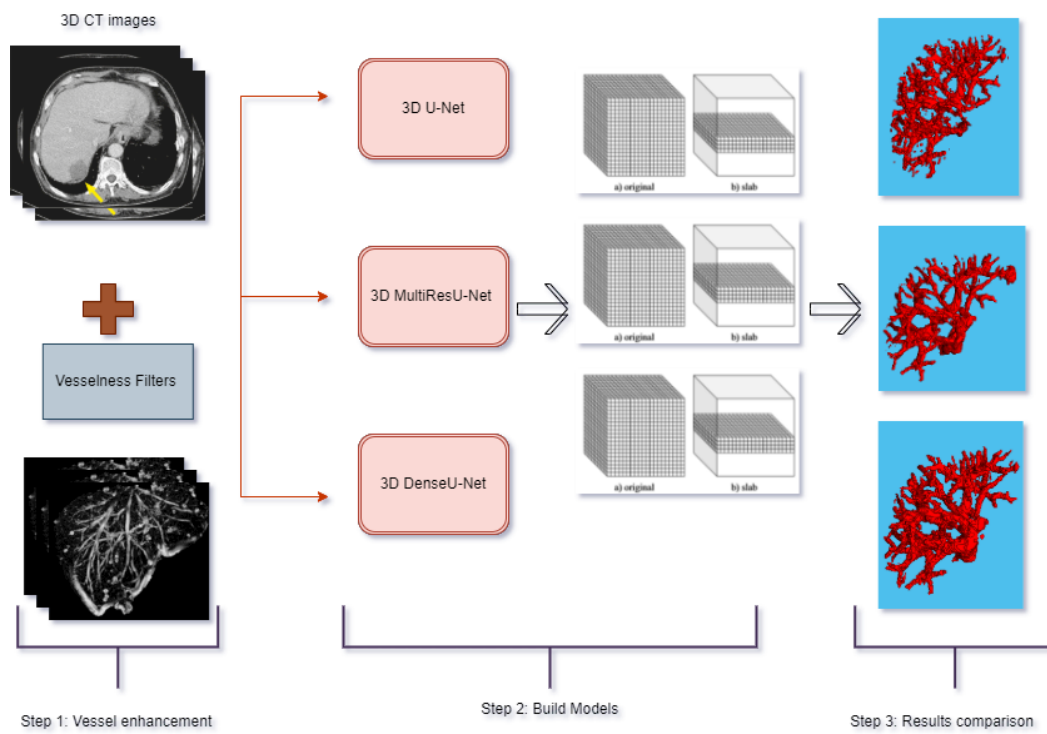 3D CT images
Vesselness Filters
Step 1: Vessel enhancement
3D U-Net
3D MultiResU-Net
3D DenseU-Net
a) original
b) slab
a) original
b) slab
a) original
b) slab
Step 2: Build Models
Step 3: Results comparison